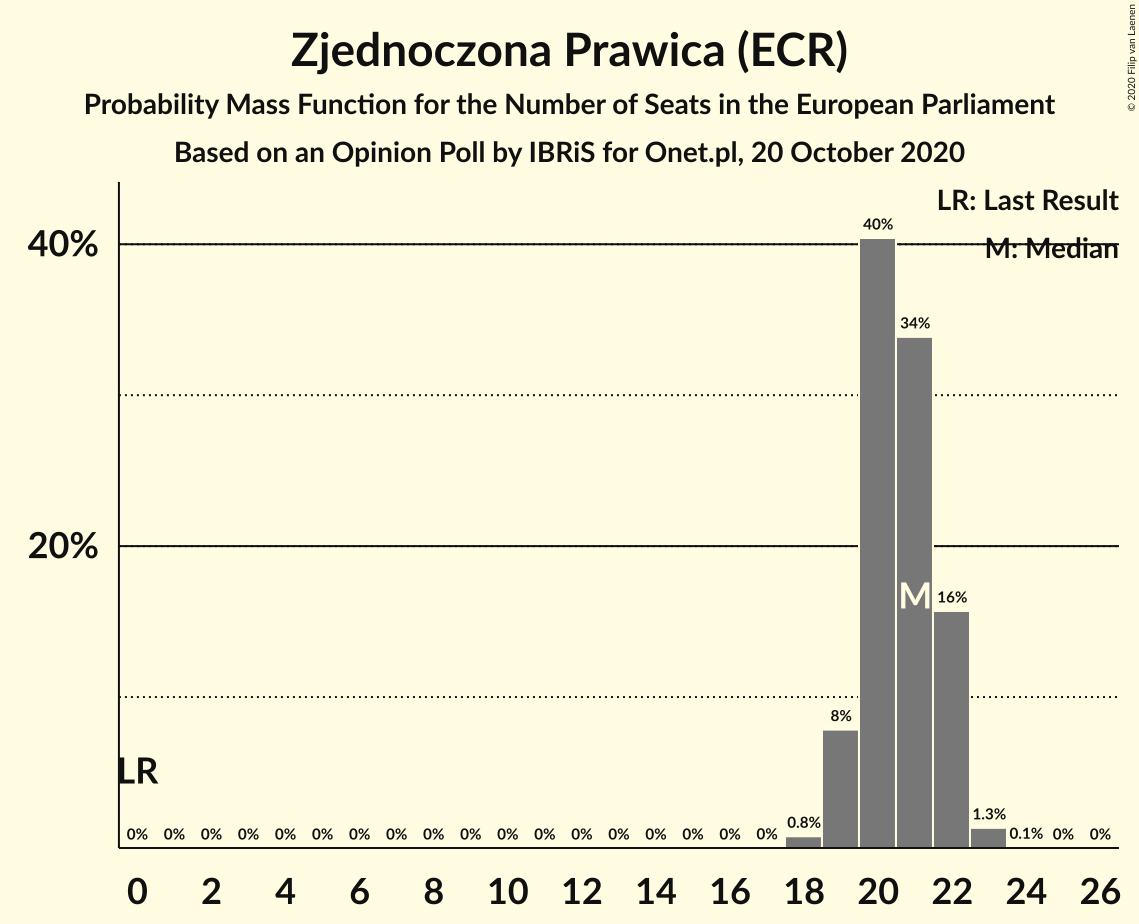 Zjednoczona Prawica (ECR)
Probability Mass Function for the Number of Seats in the European Parliament
Based on an Opinion Poll by IBRiS for Onet.pl, 20 October 2020
© 2020 Filip van Laenen
LR: Last Result
M: Median
40%
20%
40%
34%
M
16%
8%
LR
0% 0% 0% 0% 0% 0% 0% 0% 0% 0% 0% 0% 0% 0% 0% 0% 0% 0% 0.8% 1.3% 0.1% 0% 0%
0 2 4 6 8 10 12 14 16 18 20 22 24 26